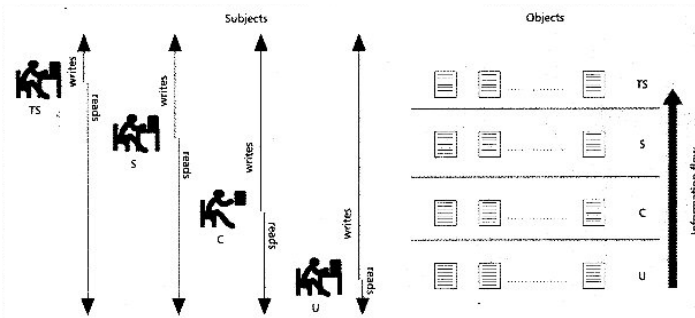 Subjects
Objects
writes
reads
TS
writes
reads
S
writes
reads
C
writes
reads
U
TS
S
C
U
Information flow